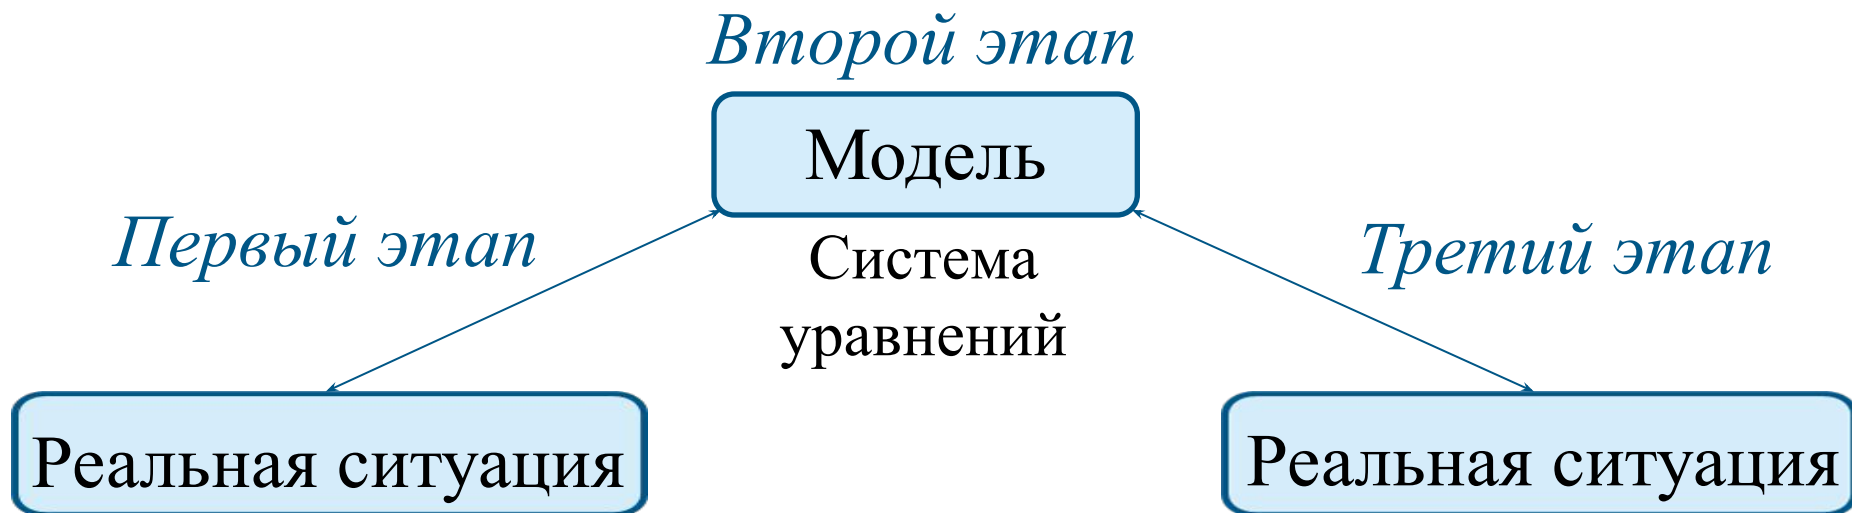 Второй этап
Модель
Первый этап
Система
уравнений
Третий этап
Реальная ситуация
Реальная ситуация